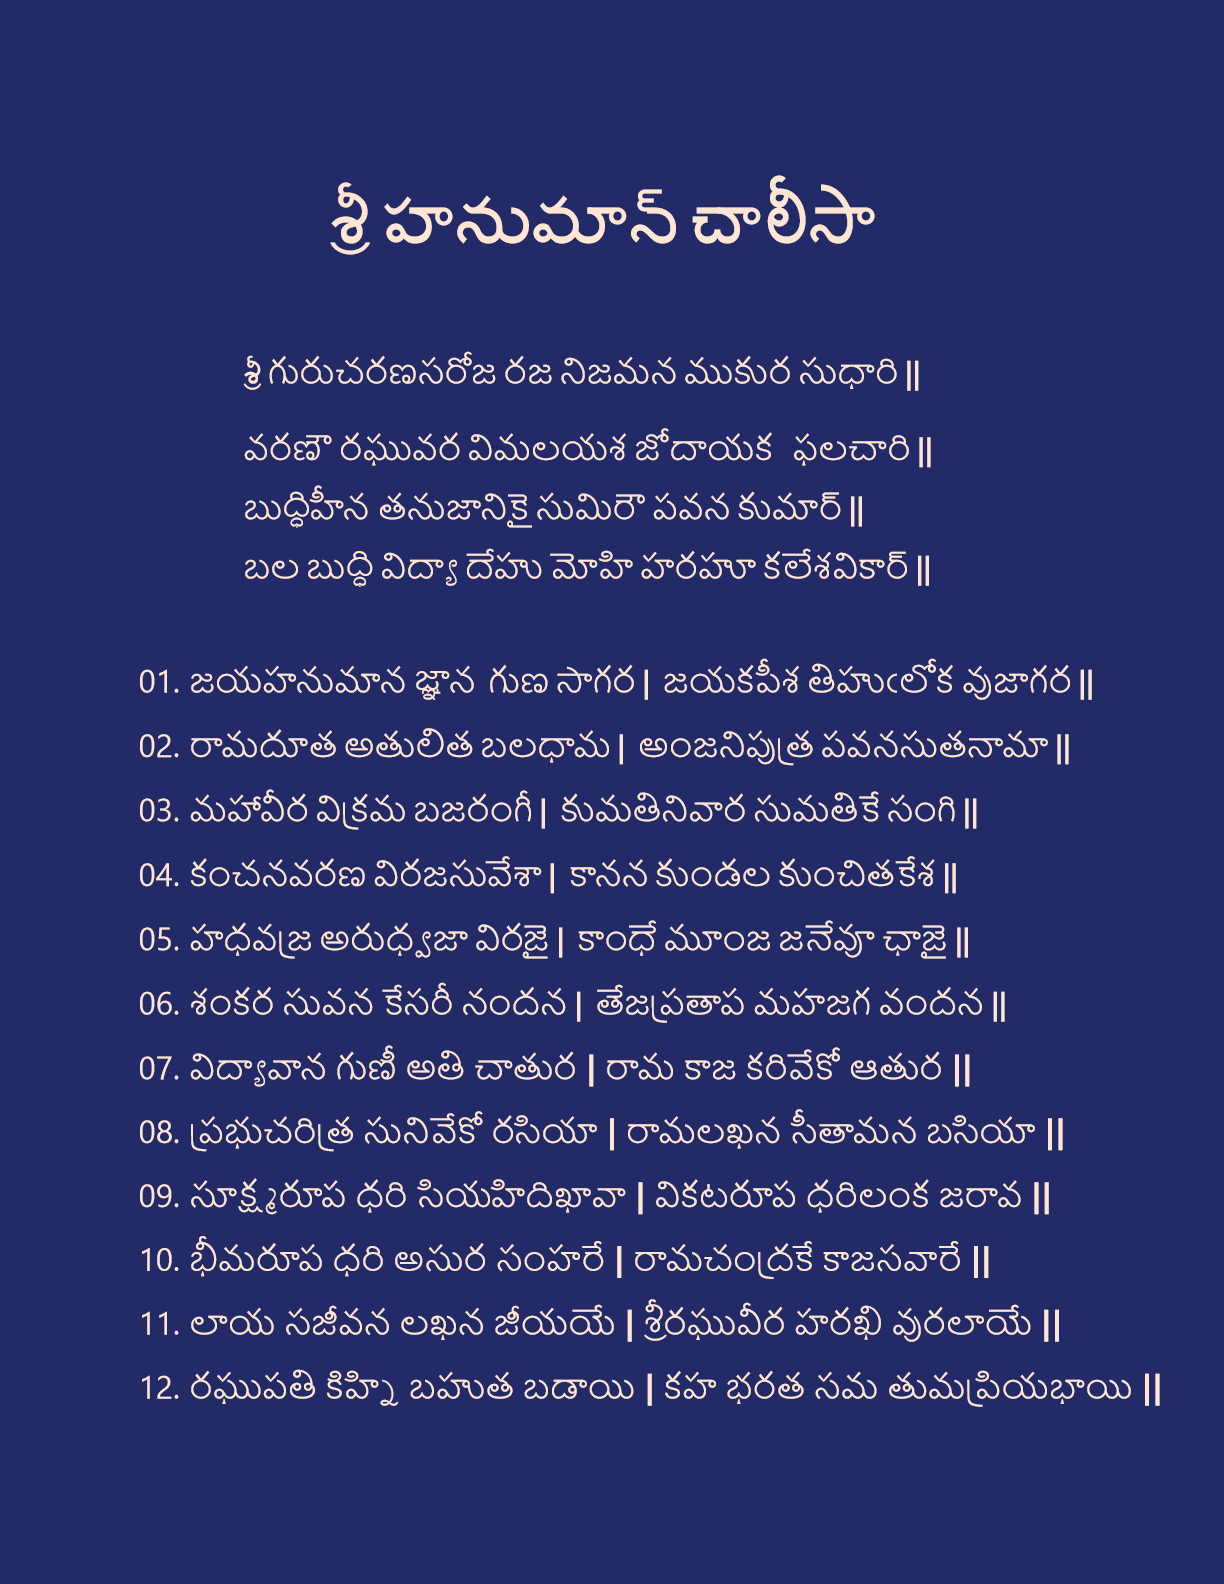 శ్రీ హనుమాన్ చాలీసా
శ్రీ గురుచరణసరోజ రజ నిజమన ముకుర సుధారి ||
వరణౌ రఘువర విమలయశ జోదాయక ఫలచారి ||
బుద్ధిహీన తనుజానికై సుమిరౌ పవన కుమార్ ||
బల బుద్ధి విద్యా దేహు మోహి హరహూ కలేశవికార్ ||
01. జయహనుమాన జ్ఞాన గుణ సాగర | జయకపీశ తిహుఁలోక వుజాగర ||
02. రామదూత అతులిత బలధామ | అంజనిపుత్ర పవనసుతనామా ||
03. మహావీర విక్రమ బజరంగీ | కుమతినివార సుమతికే సంగి ||
04. కంచనవరణ విరజసువేశా | కానన కుండల కుంచితకేశ ||
05. హధవజ్ర అరుధ్వజా విరజై | కాంధే మూంజ జనేవూ ఛాజై ||
06. శంకర సువన కేసరీ నందన | తేజప్రతాప మహజగ వందన ||
07. విద్యావాన గుణీ అతి చాతుర | రామ కాజ కరివేకో ఆతుర ||
08. ప్రభుచరిత్ర సునివేకో రసియా | రామలఖన సీతామన బసియా ||
09. సూక్ష్మరూప ధరి సియహిదిఖావా | వికటరూప ధరిలంక జరావ ||
10. భీమరూప ధరి అసుర సంహరే | రామచంద్రకే కాజసవారే ||
11. లాయ సజీవన లఖన జీయయే | శ్రీరఘువీర హరఖి వురలాయే ||
12. రఘుపతి కిహ్ని బహుత బడాయి | కహ భరత సమ తుమప్రియభాయి ||